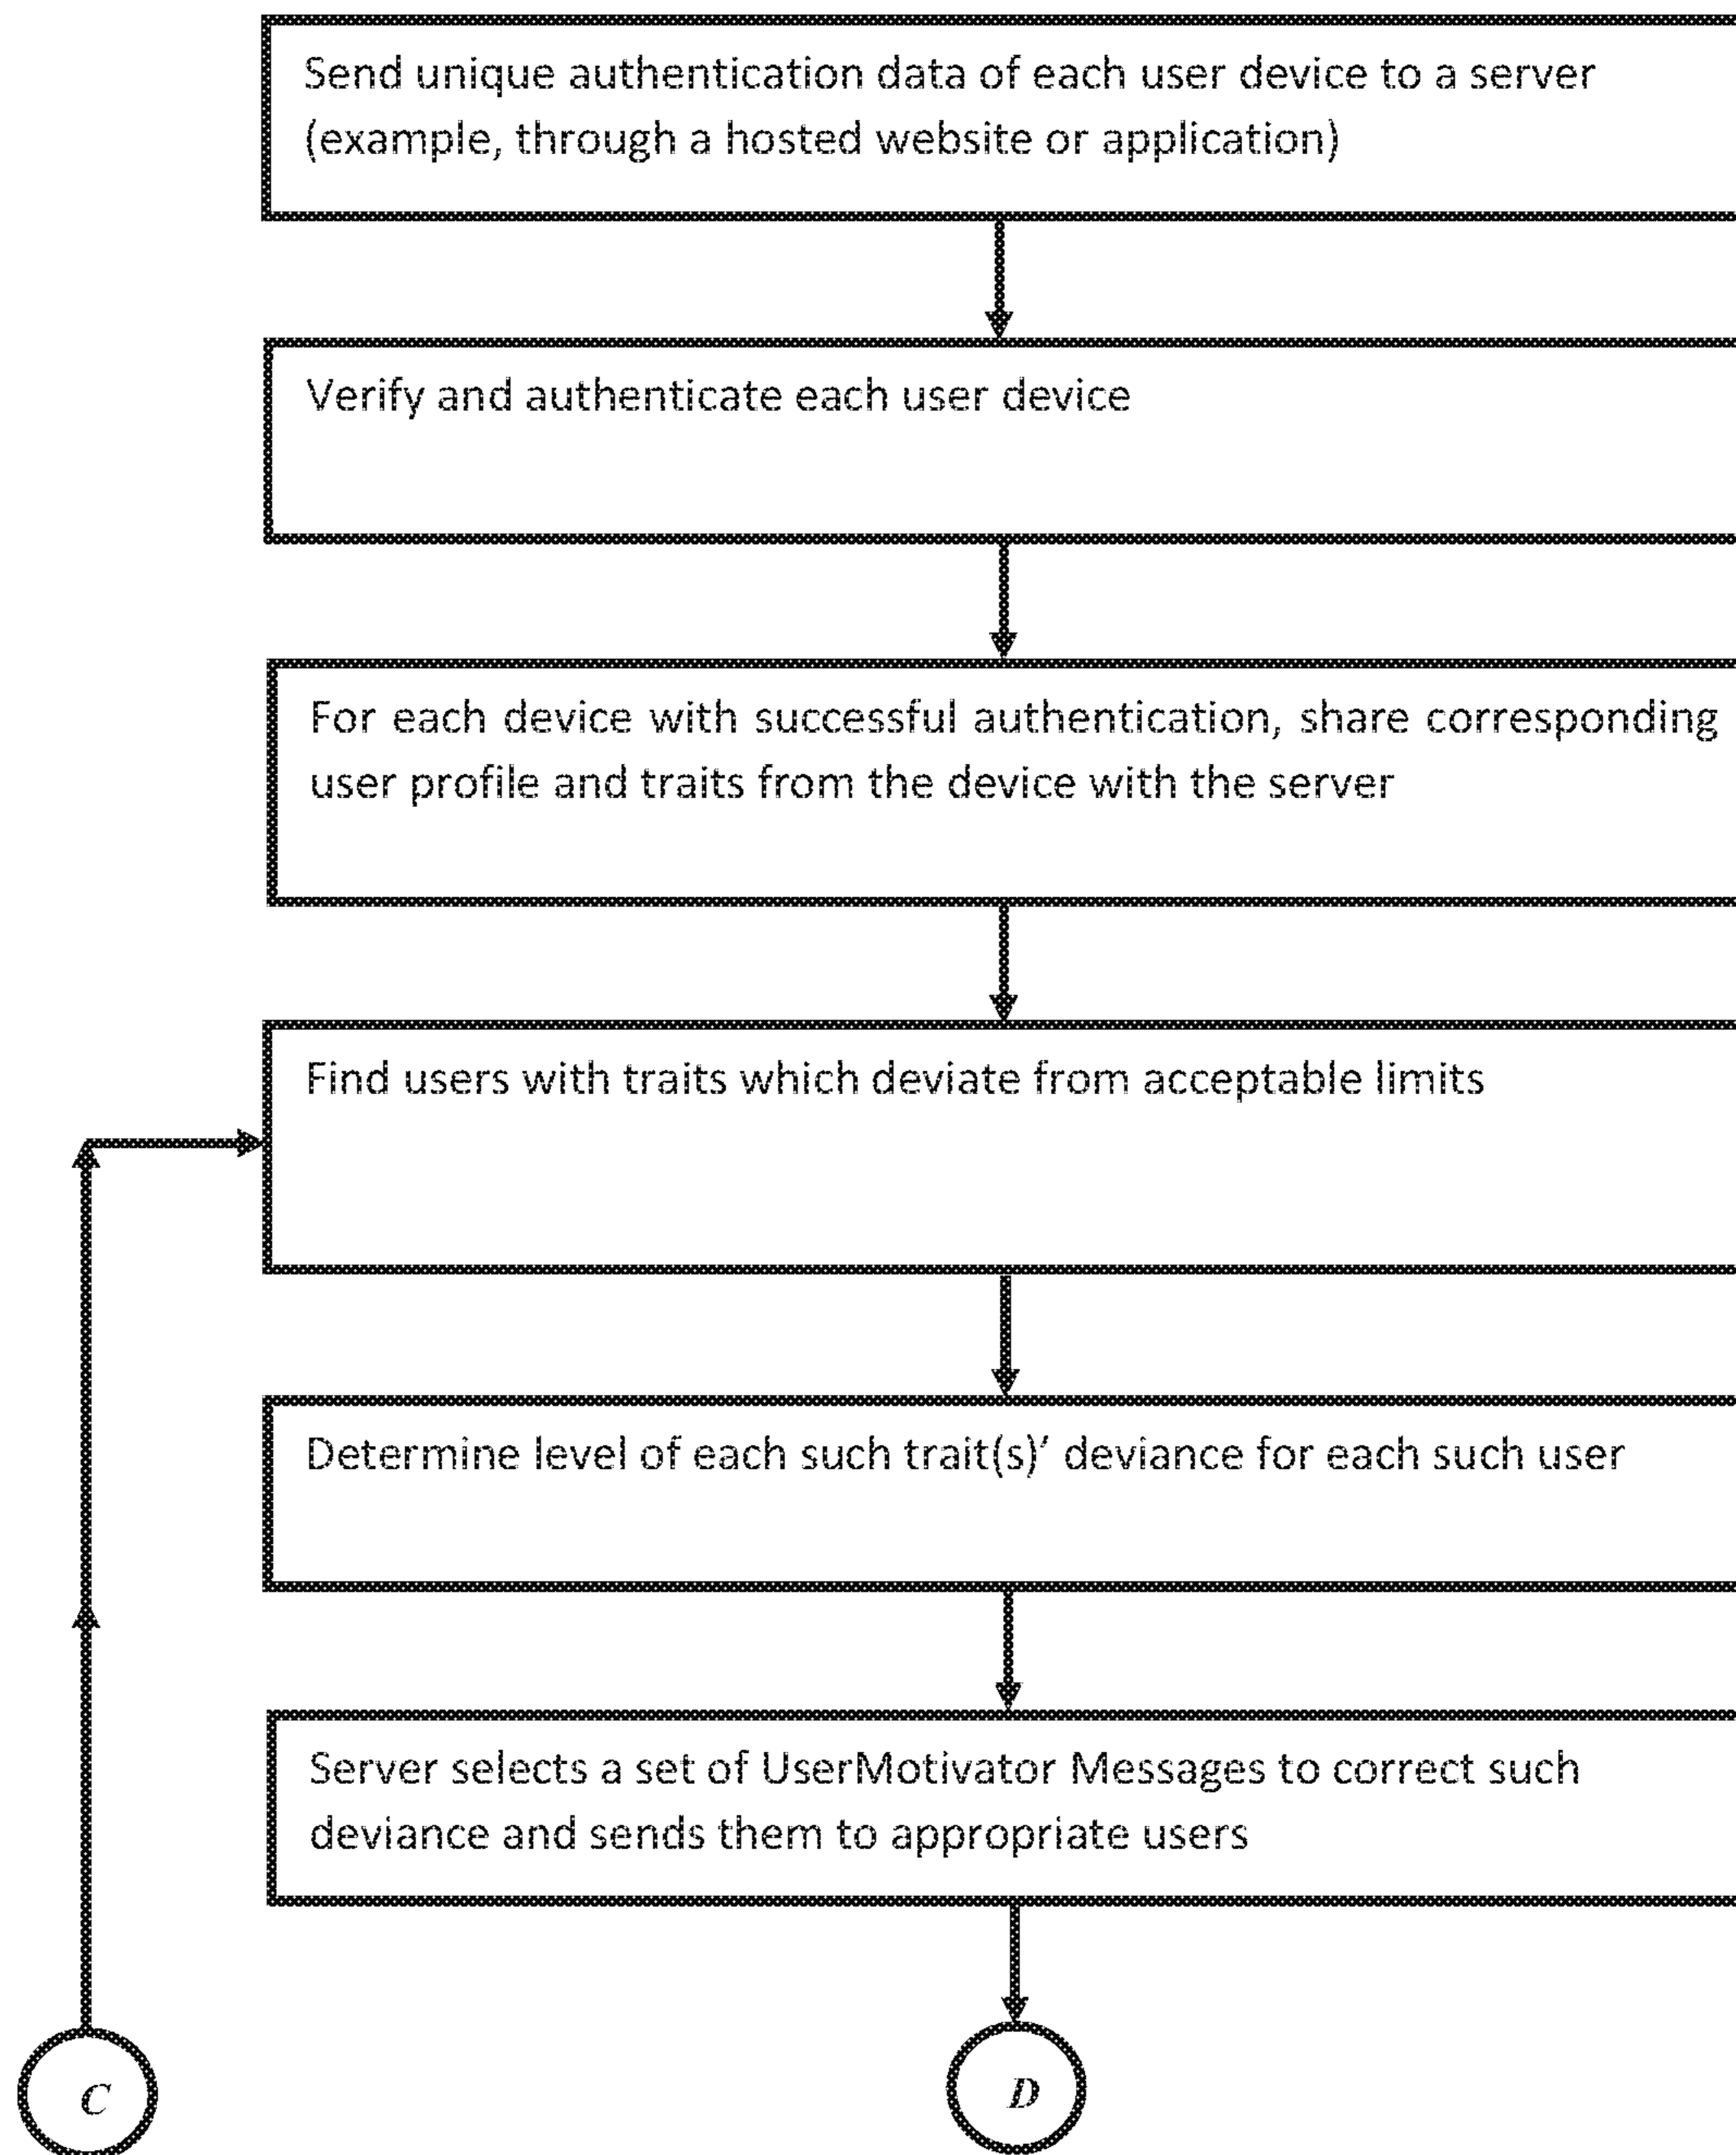 Send unique authentication data of each user device to a server
(example, through a hosted website or application)
Verify and authenticate each user device
For each device with successful authentication, share corresponding
user profile and traits from the device with the server
Find users with traits which deviate from acceptable limits
Determine level of each such trait(s)' deviance for each such user
Server selects a set of UserMotivator Messages to correct such
deviance and sends them to appropriate users
C
D